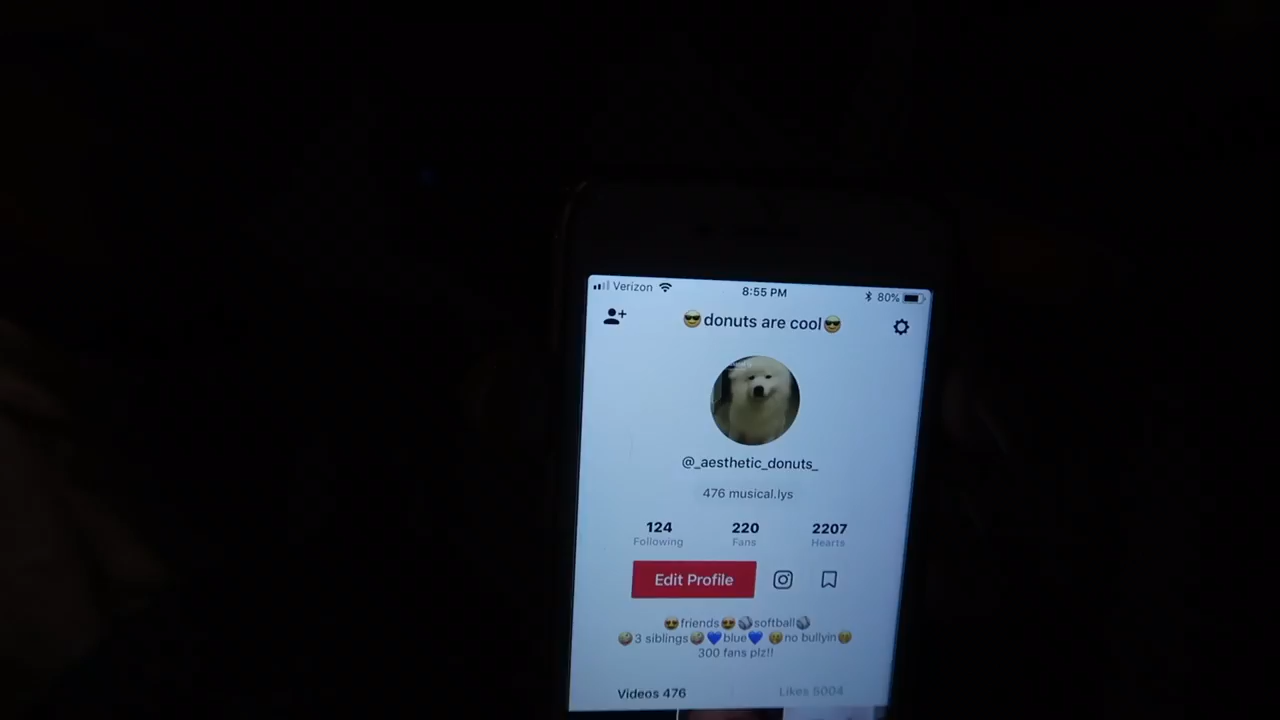 Verizon 8:55 PM 80%
😎donuts are cool😎
@_aesthetic_donuts_
476 musical.lys
124 220 2207
Following Fans Hearts
Edit Profile
😍friends😍⚾softball⚾
🤣3 siblings🤣💙blue💙🤫no bullyin🤫
300 fans plz!!
Videos 476 Likes 5004